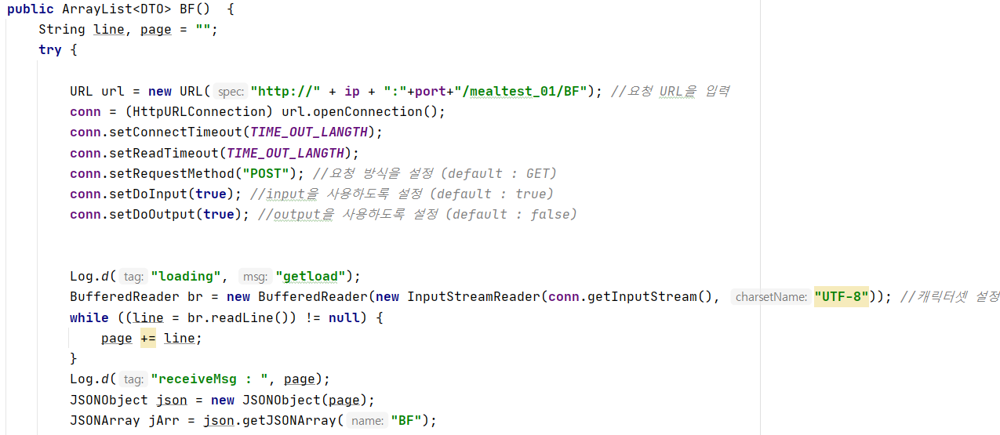 public ArrayList<DTO> BF()  {
    String line, page = "";
    try {
        URL url = new URL( spec: "http://" + ip + ":"+port+"/mealtest_01/BF"); //요청 URL을 입력
        conn = (HttpURLConnection) url.openConnection();
        conn.setConnectTimeout(TIME_OUT_LANGTH);
        conn.setReadTimeout(TIME_OUT_LANGTH);
        conn.setRequestMethod("POST"); //요청 방식을 설정 (default : GET)
        conn.setDoInput(true); //input을 사용하도록 설정 (default : true)
        conn.setDoOutput(true); //output을 사용하도록 설정 (default : false)
        Log.d( tag: "loading", msg: "getload");
        BufferedReader br = new BufferedReader(new InputStreamReader(conn.getInputStream(), charsetName: "UTF-8")); //캐릭터셋 설정
        while ((line = br.readLine()) != null) {
            page += line;
        }
        Log.d( tag: "receiveMsg : ", page);
        JSONObject json = new JSONObject(page);
        JSONArray jArr = json.getJSONArray( name: "BF");